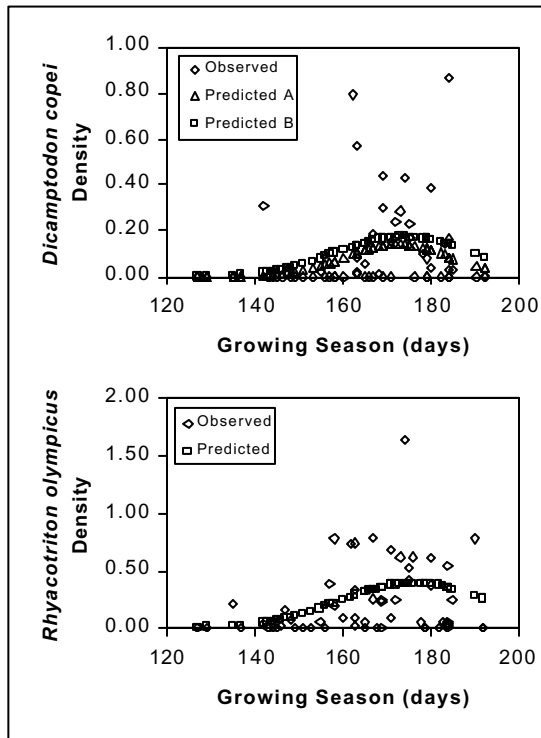 Dicamptodon copei
Density
1.00
0.80
0.60
0.40
0.20
0.00
Observed
Predicted A
Predicted B
120 140 160 180 200
Growing Season (days)
Rhyacotriton olympicus
Density
2.00
1.50
1.00
0.50
0.00
Observed
Predicted
120 140 160 180 200
Growing Season (days)